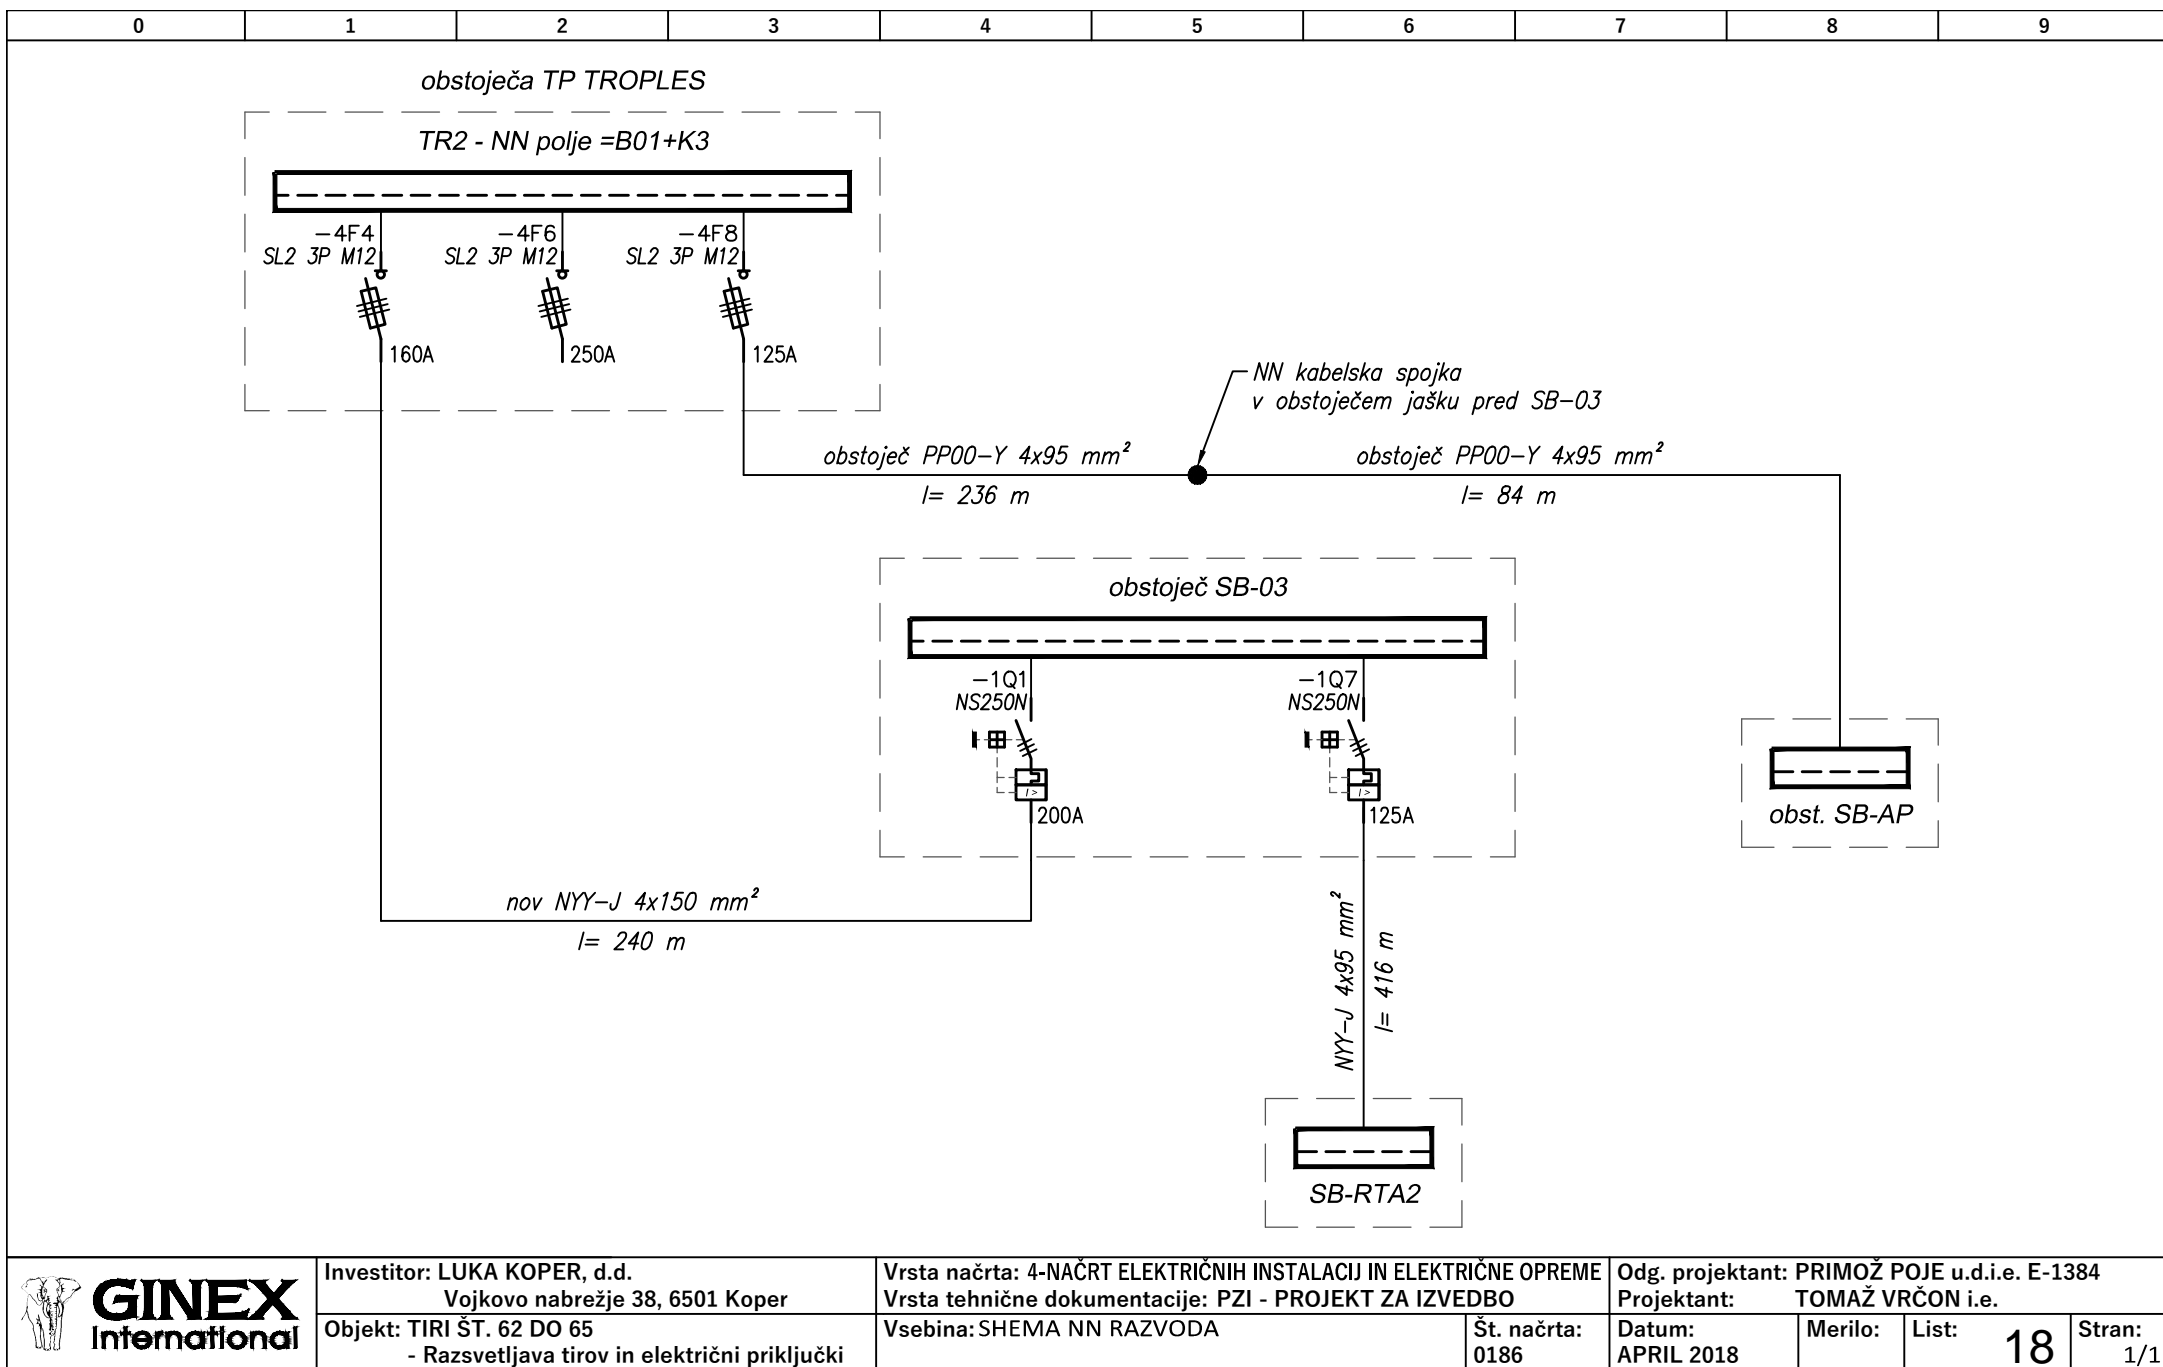 0 1 2 3 4 5 6 7 8 9
obstoječa TP TROPLES
TR2 - NN polje =B01+K3
-4F4
SL2 3P M12
160A
-4F6
SL2 3P M12
250A
-4F8
SL2 3P M12
125A
NN kabelska spojka
v obstoječem jašku pred SB-03
obstoječ PP00-Y 4x95 mm²
l= 236 m
obstoječ PP00-Y 4x95 mm²
l= 84 m
obstoječ SB-03
-1Q1
NS250N
I>
200A
-1Q7
NS250N
I>
125A
obst. SB-AP
nov NYY-J 4x150 mm²
l= 240 m
NYY-J 4x95 mm²
l= 416 m
SB-RTA2
GINEX
International
Investitor: LUKA KOPER, d.d.
Vojkovo nabrežje 38, 6501 Koper
Objekt: TIRI ŠT. 62 DO 65
- Razsvetljava tirov in električni priključki
Vrsta načrta: 4-NAČRT ELEKTRIČNIH INSTALACIJ IN ELEKTRIČNE OPREME
Vrsta tehnične dokumentacije: PZI - PROJEKT ZA IZVEDBO
Vsebina: SHEMA NN RAZVODA
Št. načrta:
0186
Odg. projektant: PRIMOŽ POJE u.d.i.e. E-1384
Projektant: TOMAŽ VRČON i.e.
Datum:
APRIL 2018
Merilo:
List: 18
Stran:
1/1